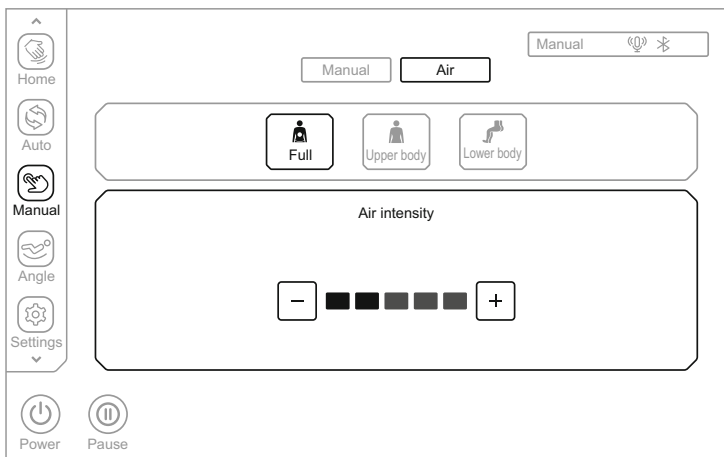 Manual
Manual Air
Home
Auto
Manual
Angle
Settings
Full Upper body Lower body
Air intensity
Power Pause